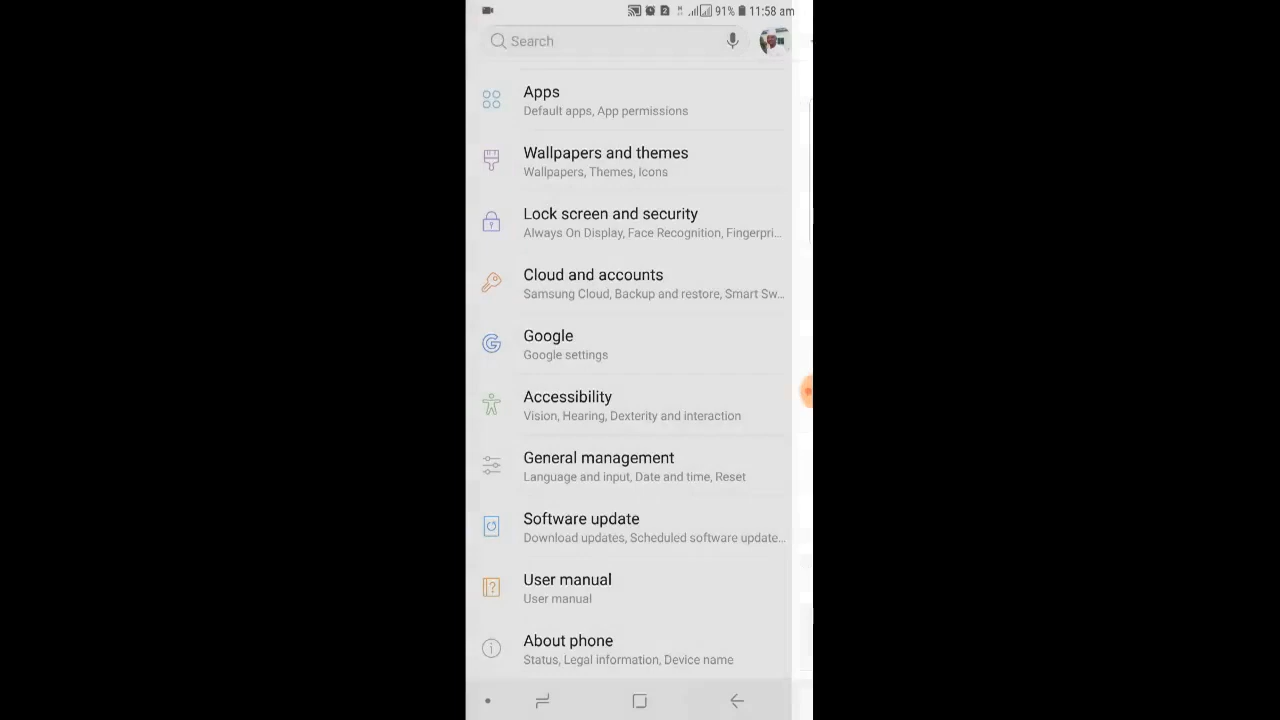 91% 11:58 am
Search
Apps
Default apps, App permissions
Wallpapers and themes
Wallpapers, Themes, Icons
Lock screen and security
Always On Display, Face Recognition, Fingerpri...
Cloud and accounts
Samsung Cloud, Backup and restore, Smart Sw...
Google
Google settings
Accessibility
Vision, Hearing, Dexterity and interaction
General management
Language and input, Date and time, Reset
Software update
Download updates, Scheduled software update...
User manual
User manual
About phone
Status, Legal information, Device name